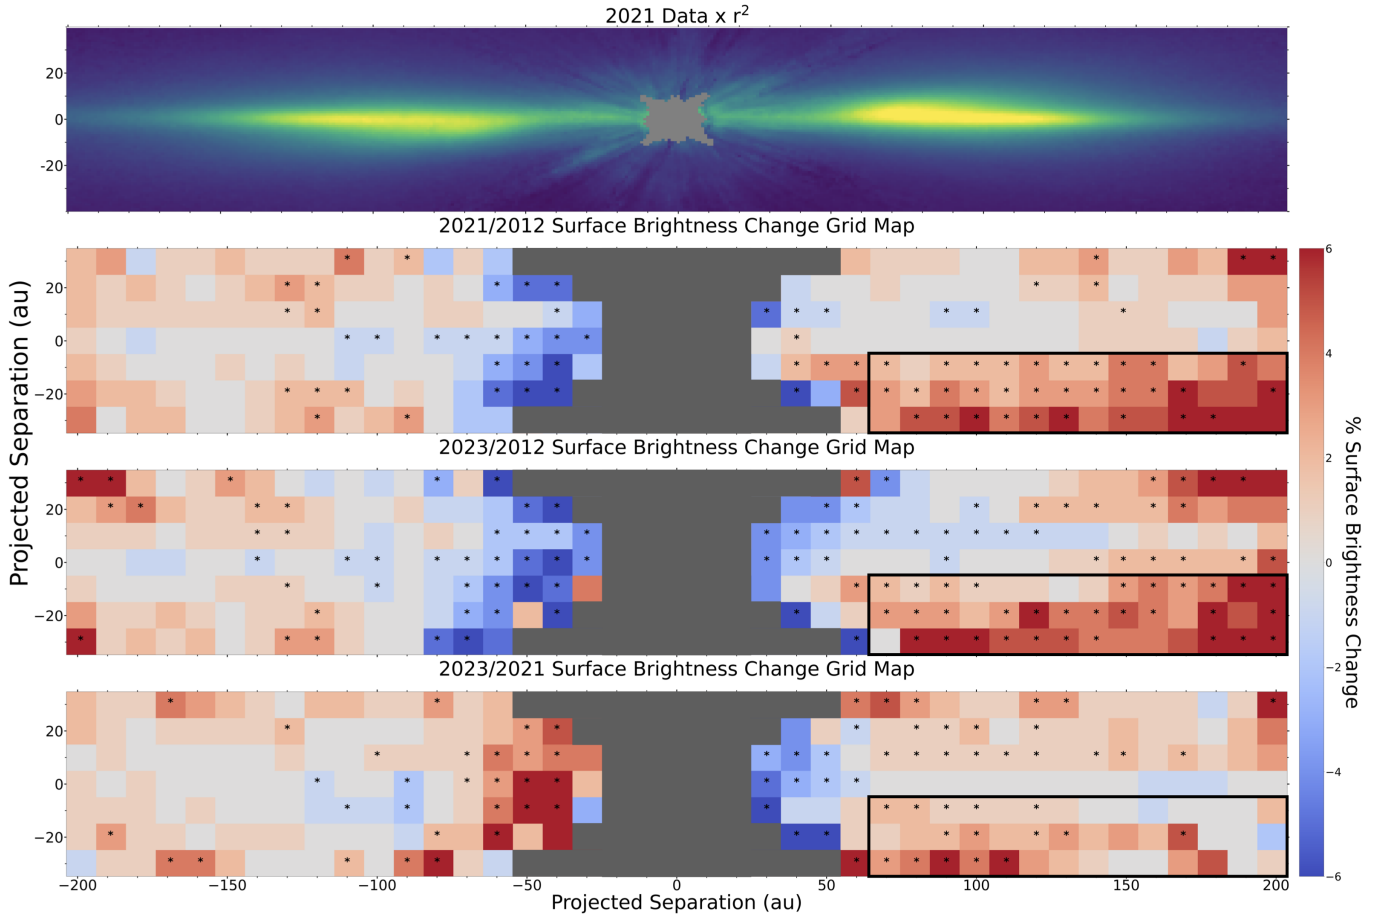 2021 Data x r²
20
0
−20
2021/2012 Surface Brightness Change Grid Map
20
0
−20
2023/2012 Surface Brightness Change Grid Map
20
0
−20
2023/2021 Surface Brightness Change Grid Map
20
0
−20
−200 −150 −100 −50 0 50 100 150 200
Projected Separation (au)
Projected Separation (au)
6
4
2
0
−2
−4
−6
% Surface Brightness Change